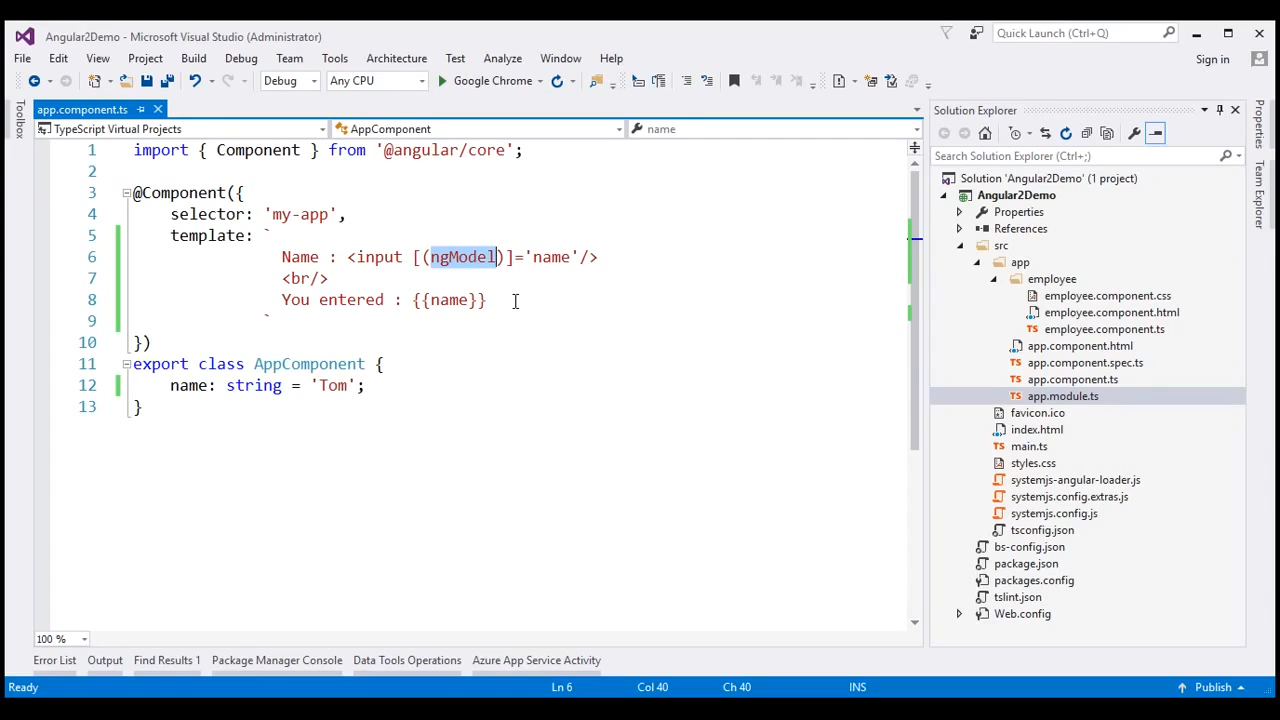 Angular2Demo - Microsoft Visual Studio (Administrator)
Quick Launch (Ctrl+Q)
File Edit View Project Build Debug Team Tools Architecture Test Analyze Window Help
Sign in
Debug Any CPU Google Chrome
Toolbox
app.component.ts
TypeScript Virtual Projects AppComponent name
1 import { Component } from '@angular/core';
2
3 @Component({
4 selector: 'my-app',
5 template: `
6 Name : <input [(ngModel)]='name'/>
7 <br/>
8 You entered : {{name}}
9 `
10 })
11 export class AppComponent {
12 name: string = 'Tom';
13 }
100 %
Solution Explorer
Search Solution Explorer (Ctrl+;)
Solution 'Angular2Demo' (1 project)
Angular2Demo
Properties
References
src
app
employee
employee.component.css
employee.component.html
employee.component.ts
app.component.html
app.component.spec.ts
app.component.ts
app.module.ts
favicon.ico
index.html
main.ts
styles.css
systemjs-angular-loader.js
systemjs.config.extras.js
systemjs.config.js
tsconfig.json
bs-config.json
package.json
packages.config
tslint.json
Web.config
Properties
Team Explorer
Error List Output Find Results 1 Package Manager Console Data Tools Operations Azure App Service Activity
Ready Ln 6 Col 40 Ch 40 INS Publish